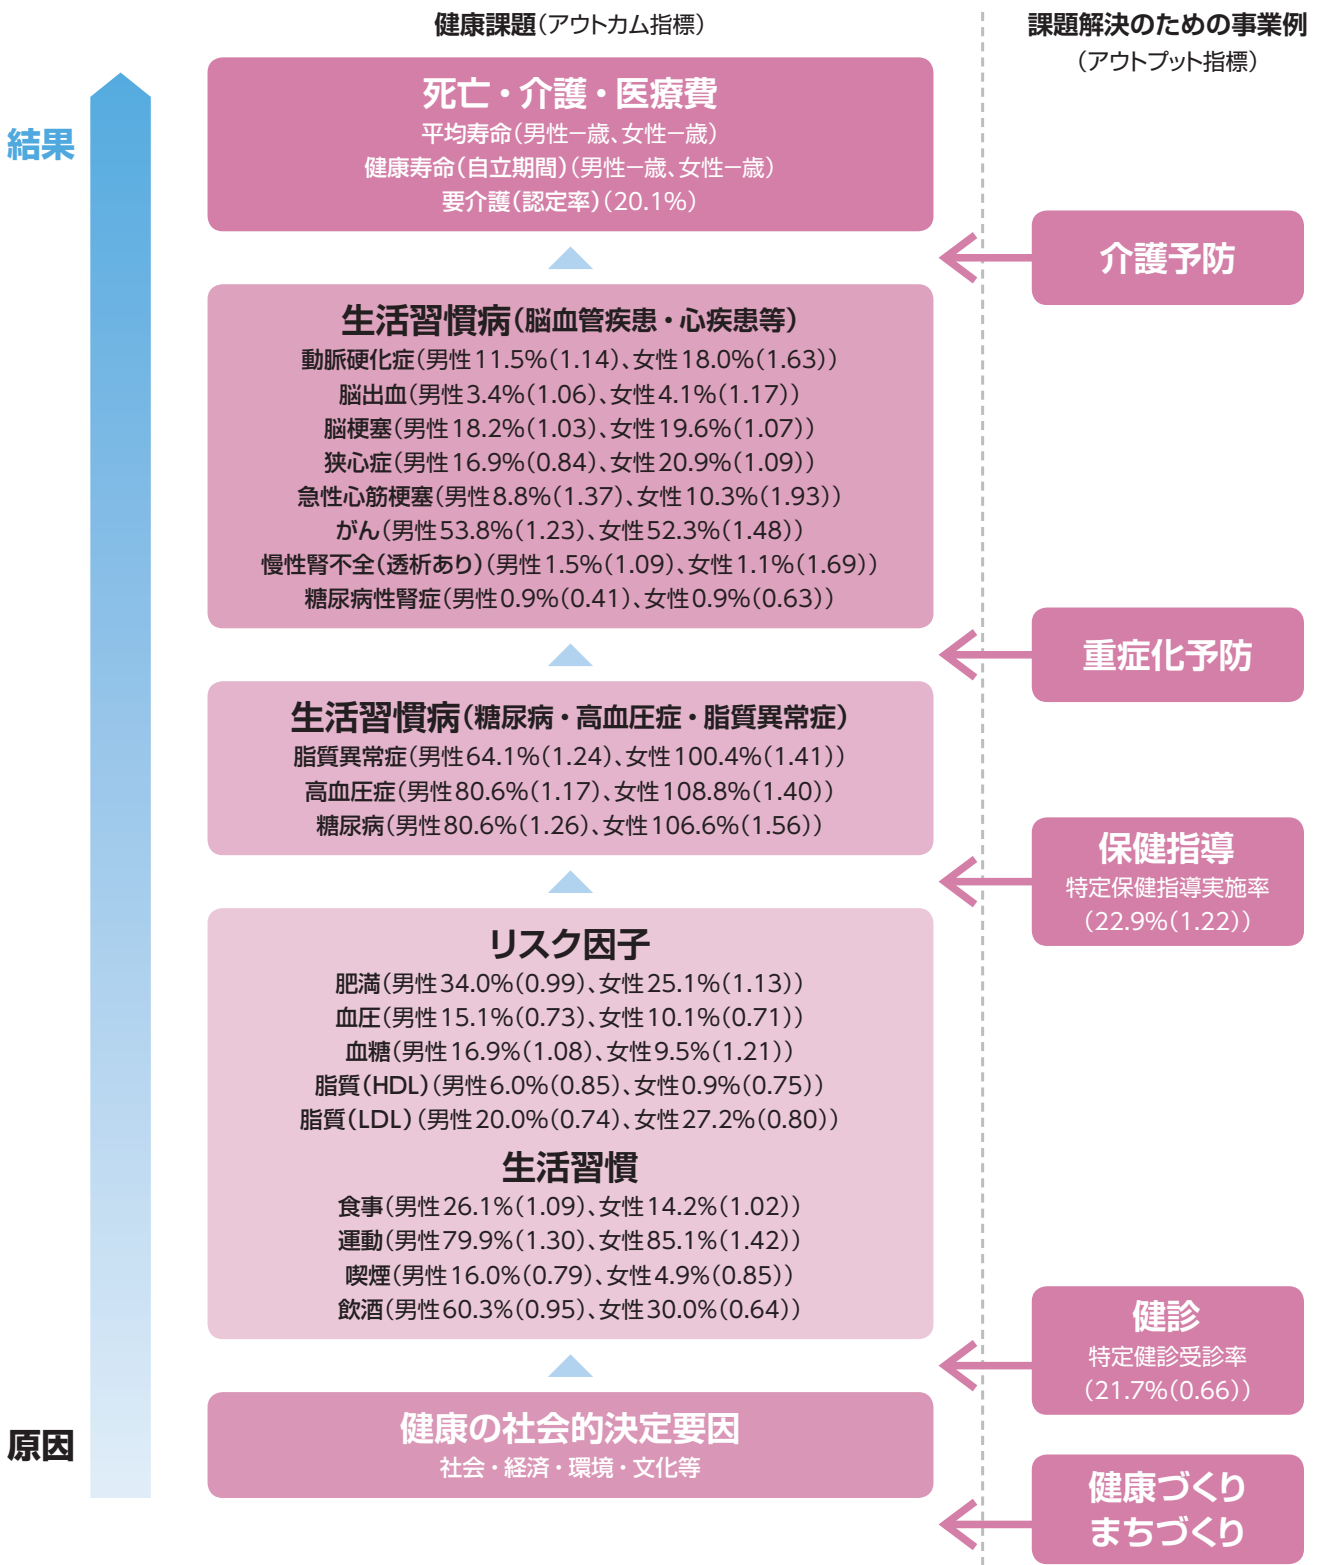 健康課題(アウトカム指標)
課題解決のための事業例
(アウトプット指標)
結果
死亡・介護・医療費
平均寿命(男性ー歳、女性ー歳)
健康寿命(自立期間)(男性ー歳、女性ー歳)
要介護(認定率)(20.1%)
介護予防
生活習慣病(脳血管疾患・心疾患等)
動脈硬化症(男性11.5%(1.14)、女性18.0%(1.63))
脳出血(男性3.4%(1.06)、女性4.1%(1.17))
脳梗塞(男性18.2%(1.03)、女性19.6%(1.07))
狭心症(男性16.9%(0.84)、女性20.9%(1.09))
急性心筋梗塞(男性8.8%(1.37)、女性10.3%(1.93))
がん(男性53.8%(1.23)、女性52.3%(1.48))
慢性腎不全(透析あり)(男性1.5%(1.09)、女性1.1%(1.69))
糖尿病性腎症(男性0.9%(0.41)、女性0.9%(0.63))
重症化予防
生活習慣病(糖尿病・高血圧症・脂質異常症)
脂質異常症(男性64.1%(1.24)、女性100.4%(1.41))
高血圧症(男性80.6%(1.17)、女性108.8%(1.40))
糖尿病(男性80.6%(1.26)、女性106.6%(1.56))
保健指導
特定保健指導実施率
(22.9%(1.22))
リスク因子
肥満(男性34.0%(0.99)、女性25.1%(1.13))
血圧(男性15.1%(0.73)、女性10.1%(0.71))
血糖(男性16.9%(1.08)、女性9.5%(1.21))
脂質(HDL)(男性6.0%(0.85)、女性0.9%(0.75))
脂質(LDL)(男性20.0%(0.74)、女性27.2%(0.80))
生活習慣
食事(男性26.1%(1.09)、女性14.2%(1.02))
運動(男性79.9%(1.30)、女性85.1%(1.42))
喫煙(男性16.0%(0.79)、女性4.9%(0.85))
飲酒(男性60.3%(0.95)、女性30.0%(0.64))
健診
特定健診受診率
(21.7%(0.66))
原因
健康の社会的決定要因
社会・経済・環境・文化等
健康づくり
まちづくり